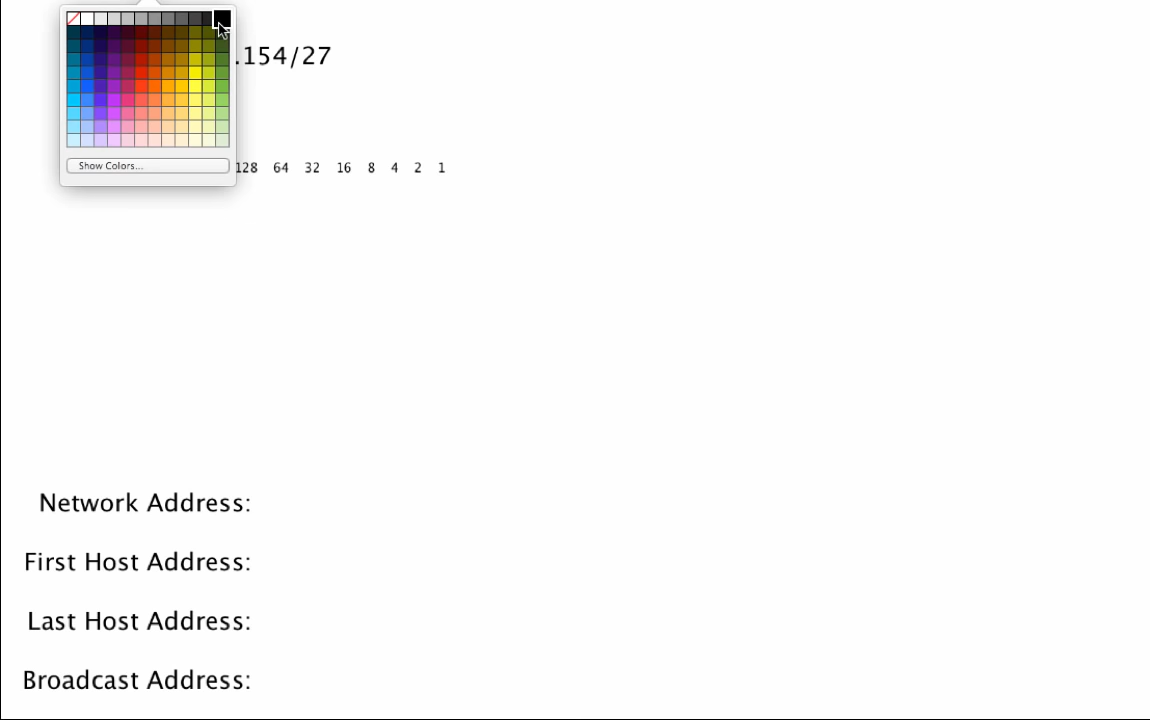 .154/27
Show Colors...
128 64 32 16 8 4 2 1
Network Address:
First Host Address:
Last Host Address:
Broadcast Address: